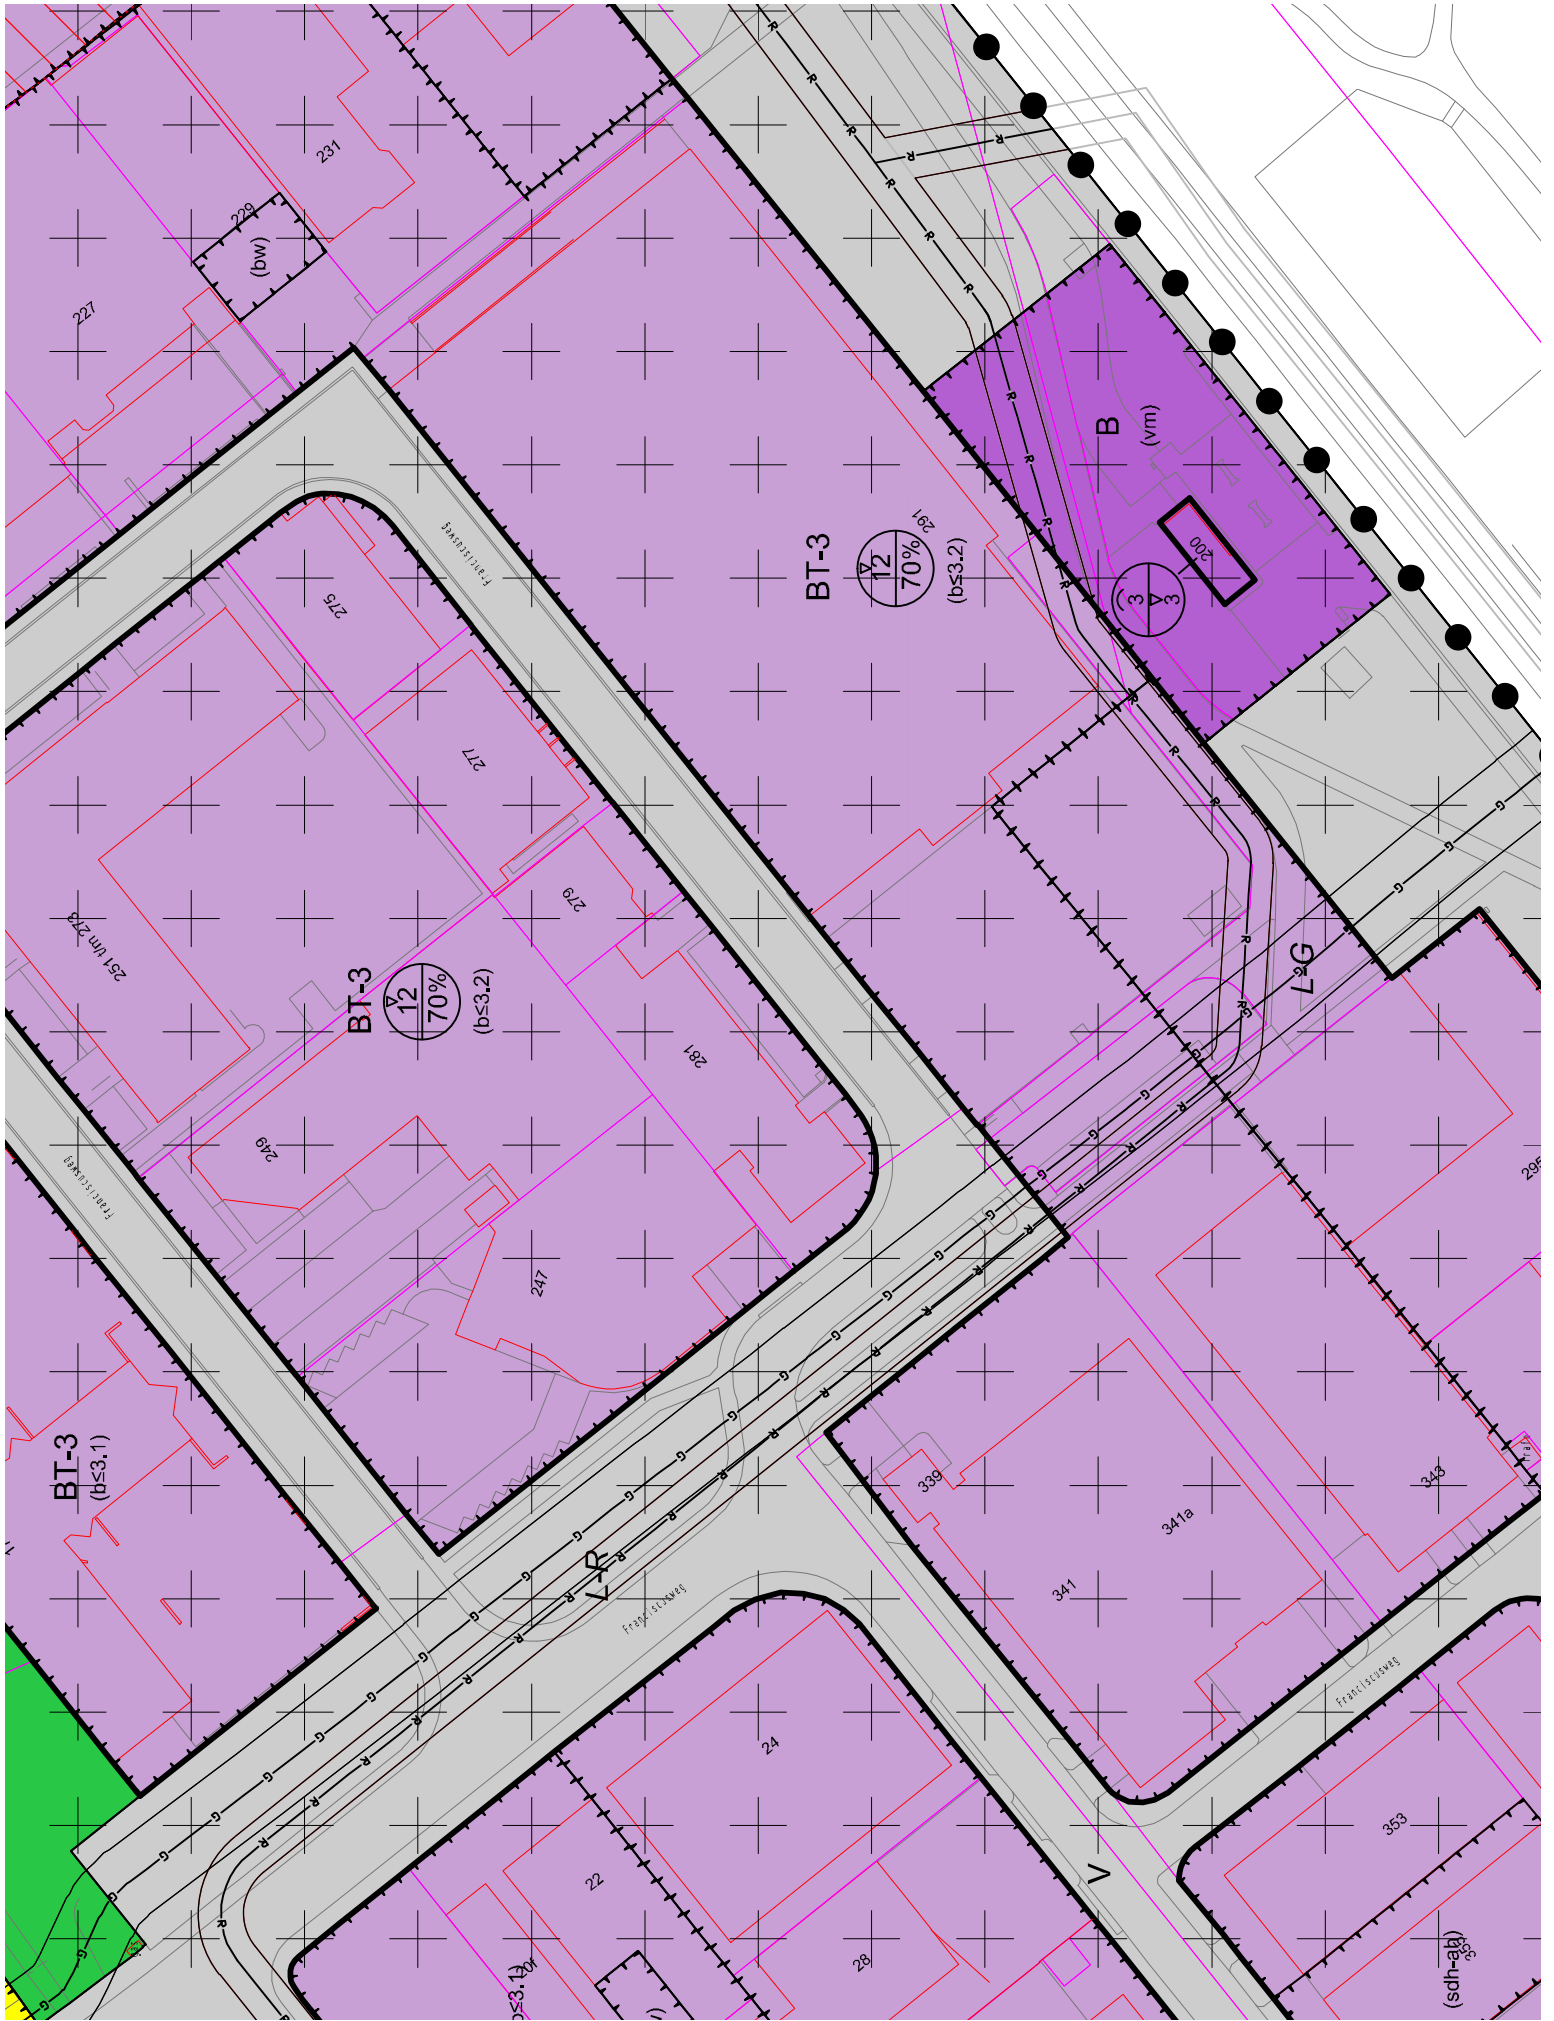 231
229
(bw)
227
Franciscusweg
275
277
279
251 t/m 273
BT-3
12
70%
(b≤3.2)
281
249
247
Franciscusweg
BT-3
(b≤3.1)
BT-3
12
70%
(b≤3.2)
291
B
(vm)
200
3
3
L-G
295
L-R
Franciscusweg
339
341a
341
343
Franciscusweg
24
22
28
V
353
(sdh-ah)
R
G